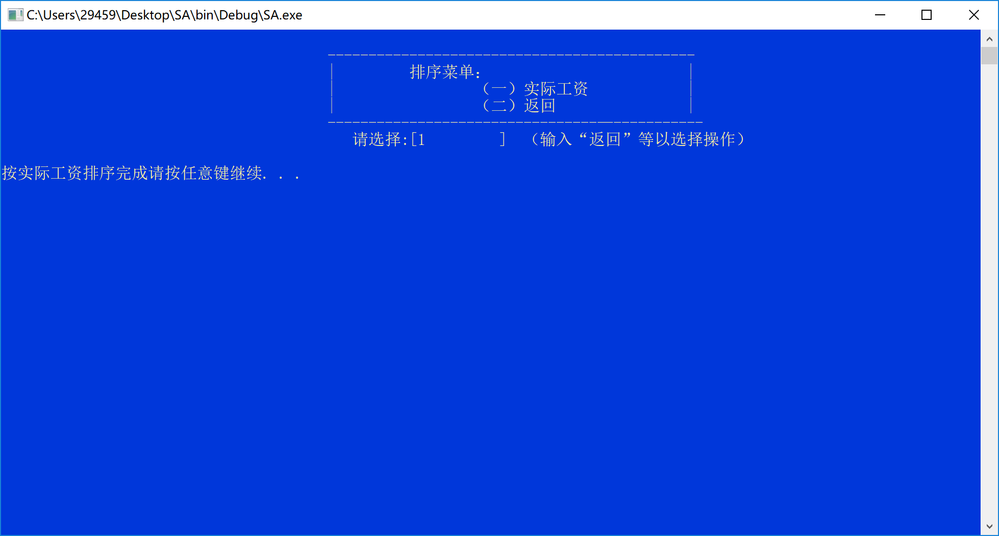 C:\Users\29459\Desktop\SA\bin\Debug\SA.exe
----------------------------------------------
| 排序菜单： |
| （一）实际工资 |
| （二）返回 |
-----------------------------------------------
请选择:[1 ] （输入“返回”等以选择操作）
按实际工资排序完成请按任意键继续. . .